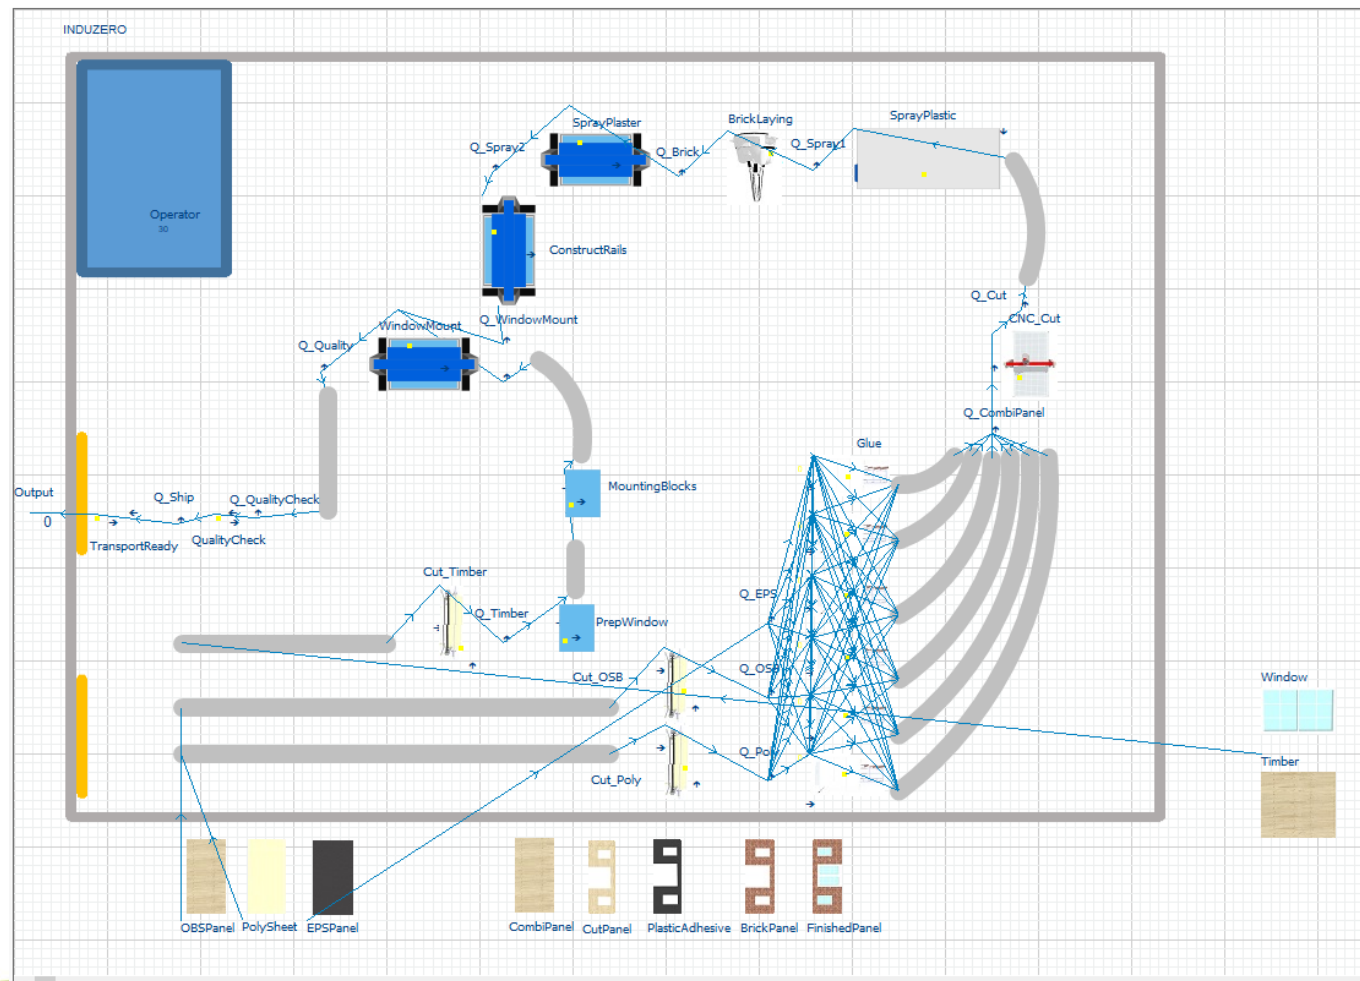 INDUZERO
SprayPlaster
BrickLaying
SprayPlastic
Q_Spray2
Q_Brick
Q_Spray1
Operator
30
ConstructRails
Q_Cut
CNC_Cut
WindowMount
Q_WindowMount
Q_Quality
Q_CombiPanel
Glue
MountingBlocks
Output
0
Q_Ship
Q_QualityCheck
TransportReady
QualityCheck
Cut_Timber
Q_EPS
Q_Timber
PrepWindow
Q_OSB
Cut_OSB
Window
Q_Poly
Timber
Cut_Poly
OBSPanel
PolySheet
EPSPanel
CombiPanel
CutPanel
PlasticAdhesive
BrickPanel
FinishedPanel